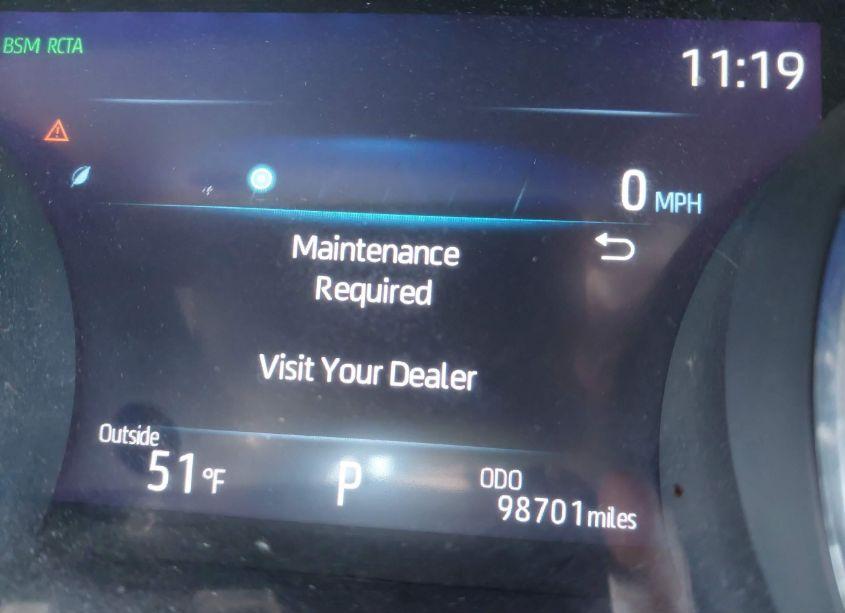 BSM RCTA
11:19
0 MPH
Maintenance
Required
Visit Your Dealer
Outside
51°F
P
ODO
98701 miles